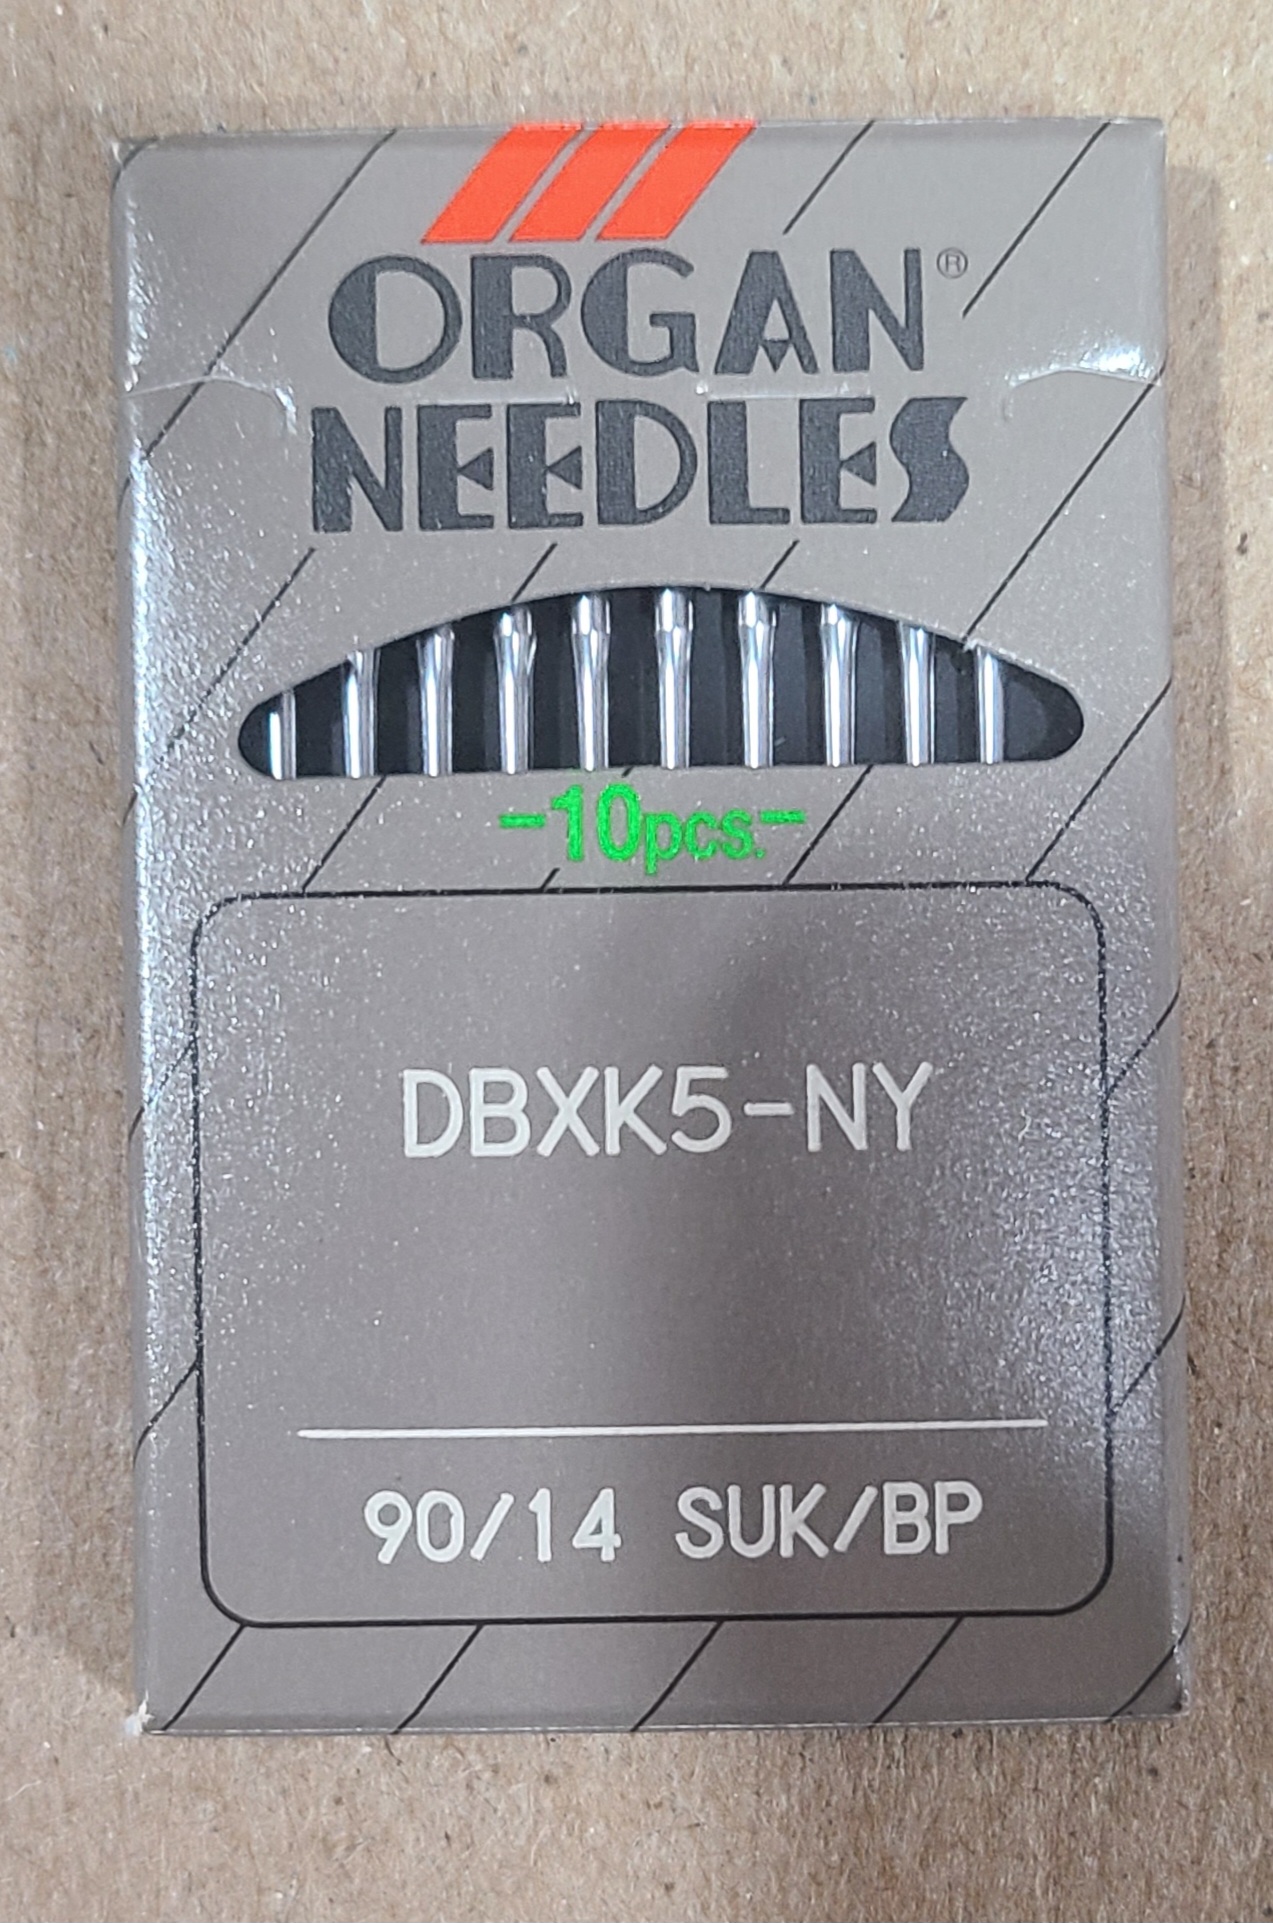 ORGAN®
NEEDLES
-10pcs.-
DBXK5-NY
90/14 SUK/BP